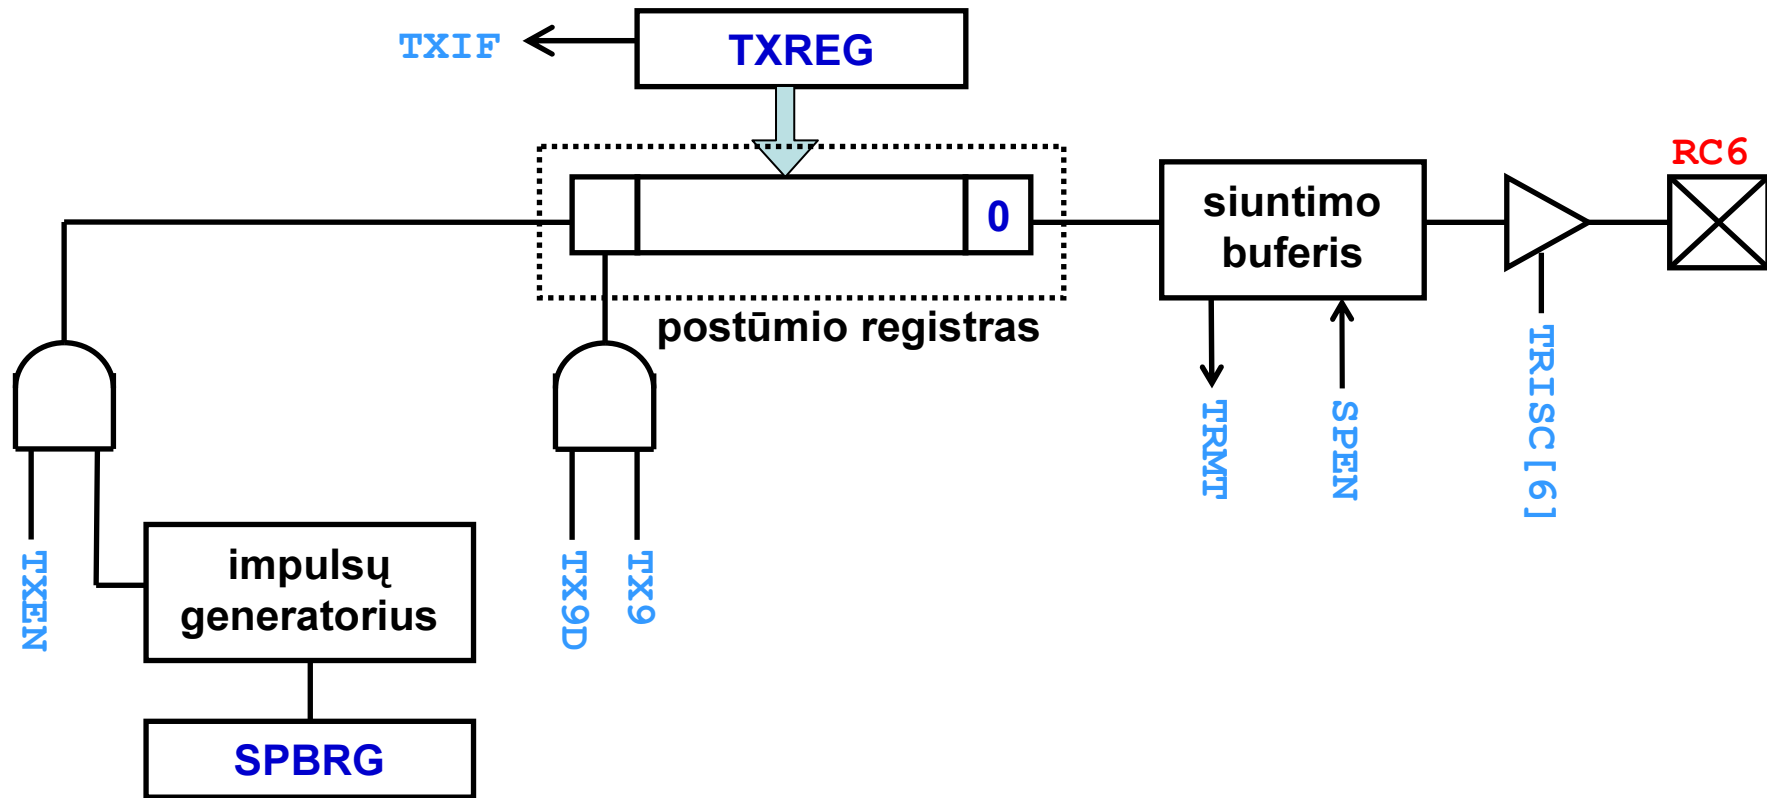 TXIF
TXREG
RC6
0
siuntimo
buferis
postūmio registras
TRMT
SPEN
TRISC[6]
TXEN
impulsų
generatorius
TX9D
TX9
SPBRG